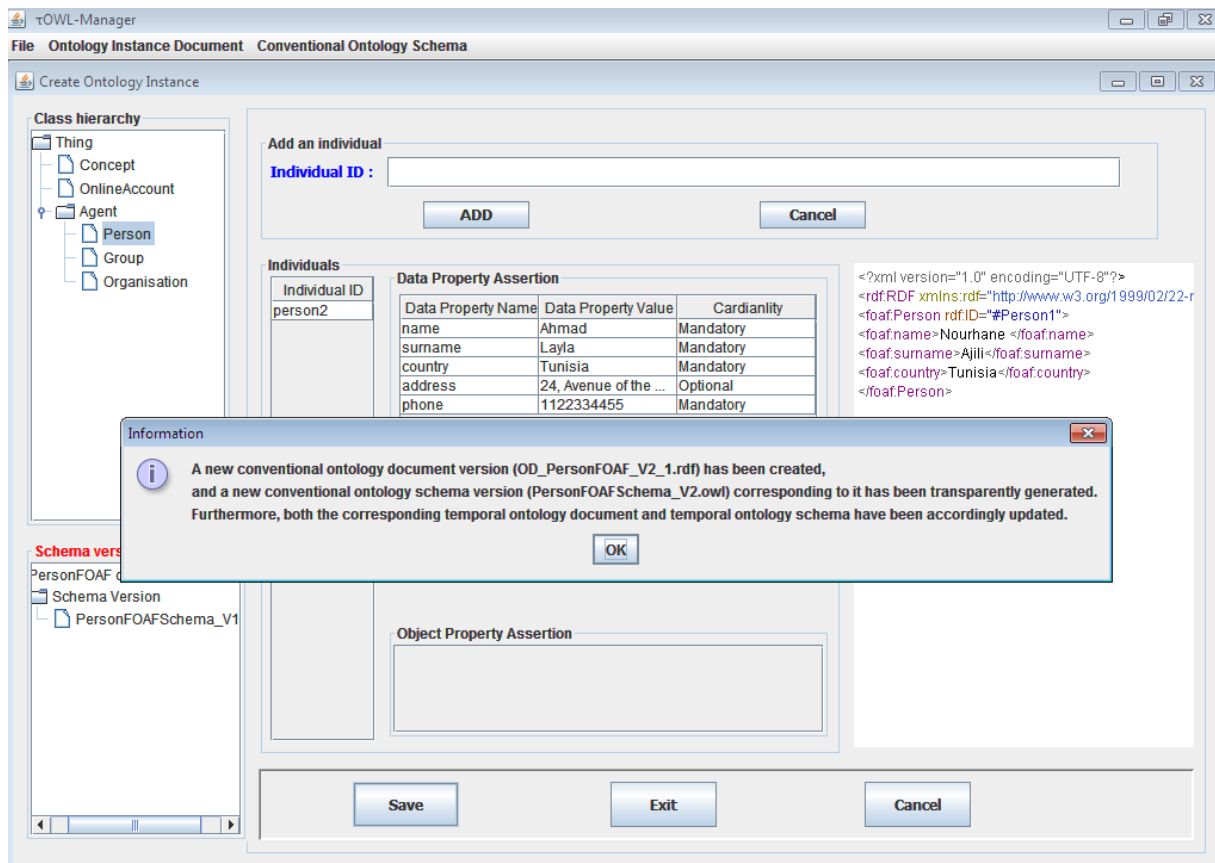 τOWL-Manager
File Ontology Instance Document Conventional Ontology Schema
Create Ontology Instance
Class hierarchy
Thing
Concept
OnlineAccount
Agent
Person
Group
Organisation
Add an individual
Individual ID :
ADD Cancel
Individuals
Individual ID
person2
Data Property Assertion
Data Property Name Data Property Value Cardianlity
name Ahmad Mandatory
surname Layla Mandatory
country Tunisia Mandatory
address 24, Avenue of the ... Optional
phone 1122334455 Mandatory
<?xml version="1.0" encoding="UTF-8"?>
<rdf:RDF xmlns:rdf="http://www.w3.org/1999/02/22-r
<foaf:Person rdf:ID="#Person1">
<foaf:name>Nourhane </foaf:name>
<foaf:surname>Ajili</foaf:surname>
<foaf:country>Tunisia</foaf:country>
</foaf:Person>
Information
A new conventional ontology document version (OD_PersonFOAF_V2_1.rdf) has been created,
and a new conventional ontology schema version (PersonFOAFSchema_V2.owl) corresponding to it has been transparently generated.
Furthermore, both the corresponding temporal ontology document and temporal ontology schema have been accordingly updated.
OK
Schema vers
PersonFOAF
Schema Version
PersonFOAFSchema_V1
Object Property Assertion
Save Exit Cancel